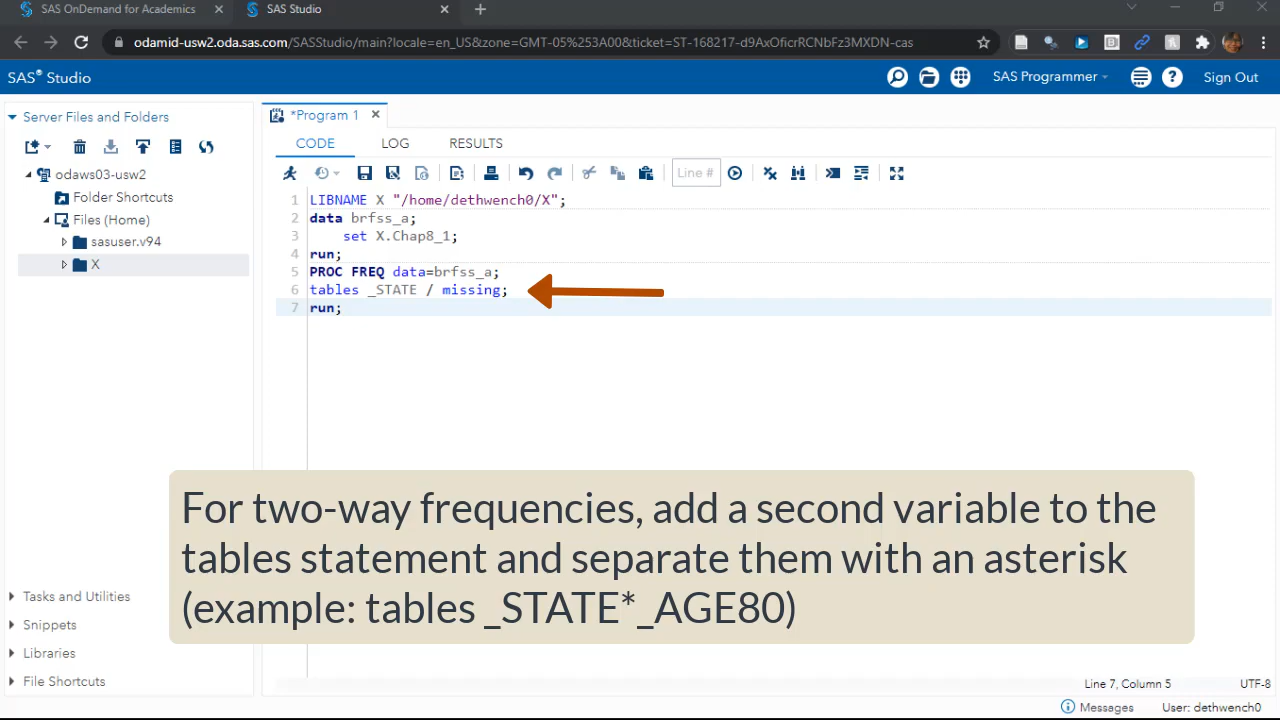 SAS OnDemand for Academics
SAS Studio
odamid-usw2.oda.sas.com/SASStudio/main?locale=en_US&zone=GMT-05%253A00&ticket=ST-168217-d9AxOficrRCNbFz3MXDN-cas
SAS® Studio
SAS Programmer
Sign Out
Server Files and Folders
*Program 1
CODE LOG RESULTS
Line #
odaws03-usw2
Folder Shortcuts
Files (Home)
sasuser.v94
X
1 LIBNAME X "/home/dethwench0/X";
2 data brfss_a;
3 set X.Chap8_1;
4 run;
5 PROC FREQ data=brfss_a;
6 tables _STATE / missing;
7 run;
For two-way frequencies, add a second variable to the
tables statement and separate them with an asterisk
(example: tables _STATE*_AGE80)
Tasks and Utilities
Snippets
Libraries
File Shortcuts
Line 7, Column 5
UTF-8
Messages
User: dethwench0